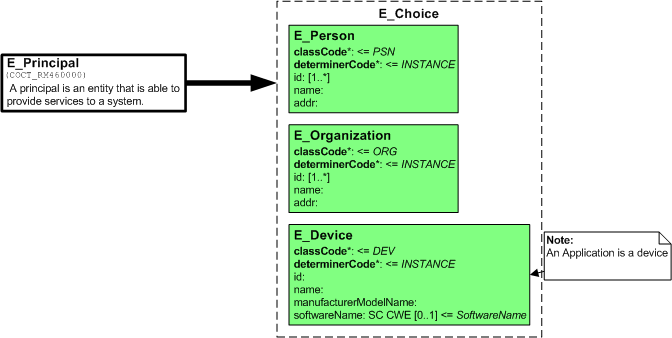 E_Choice
E_Principal
(COCT_RM460000)
A principal is an entity that is able to
provide services to a system.
E_Person
classCode*: <= PSN
determinerCode*: <= INSTANCE
id: [1..*]
name:
addr:
E_Organization
classCode*: <= ORG
determinerCode*: <= INSTANCE
id: [1..*]
name:
addr:
E_Device
classCode*: <= DEV
determinerCode*: <= INSTANCE
id:
name:
manufacturerModelName:
softwareName: SC CWE [0..1] <= SoftwareName
Note:
An Application is a device